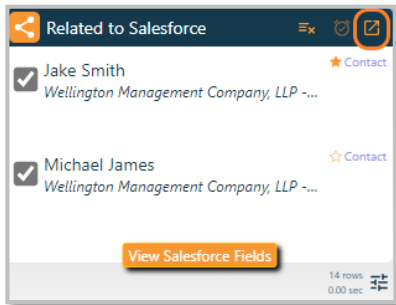 Related to Salesforce
Contact
Jake Smith
Wellington Management Company, LLP -...
Contact
Michael James
Wellington Management Company, LLP -...
View Salesforce Fields
14 rows
0.00 sec